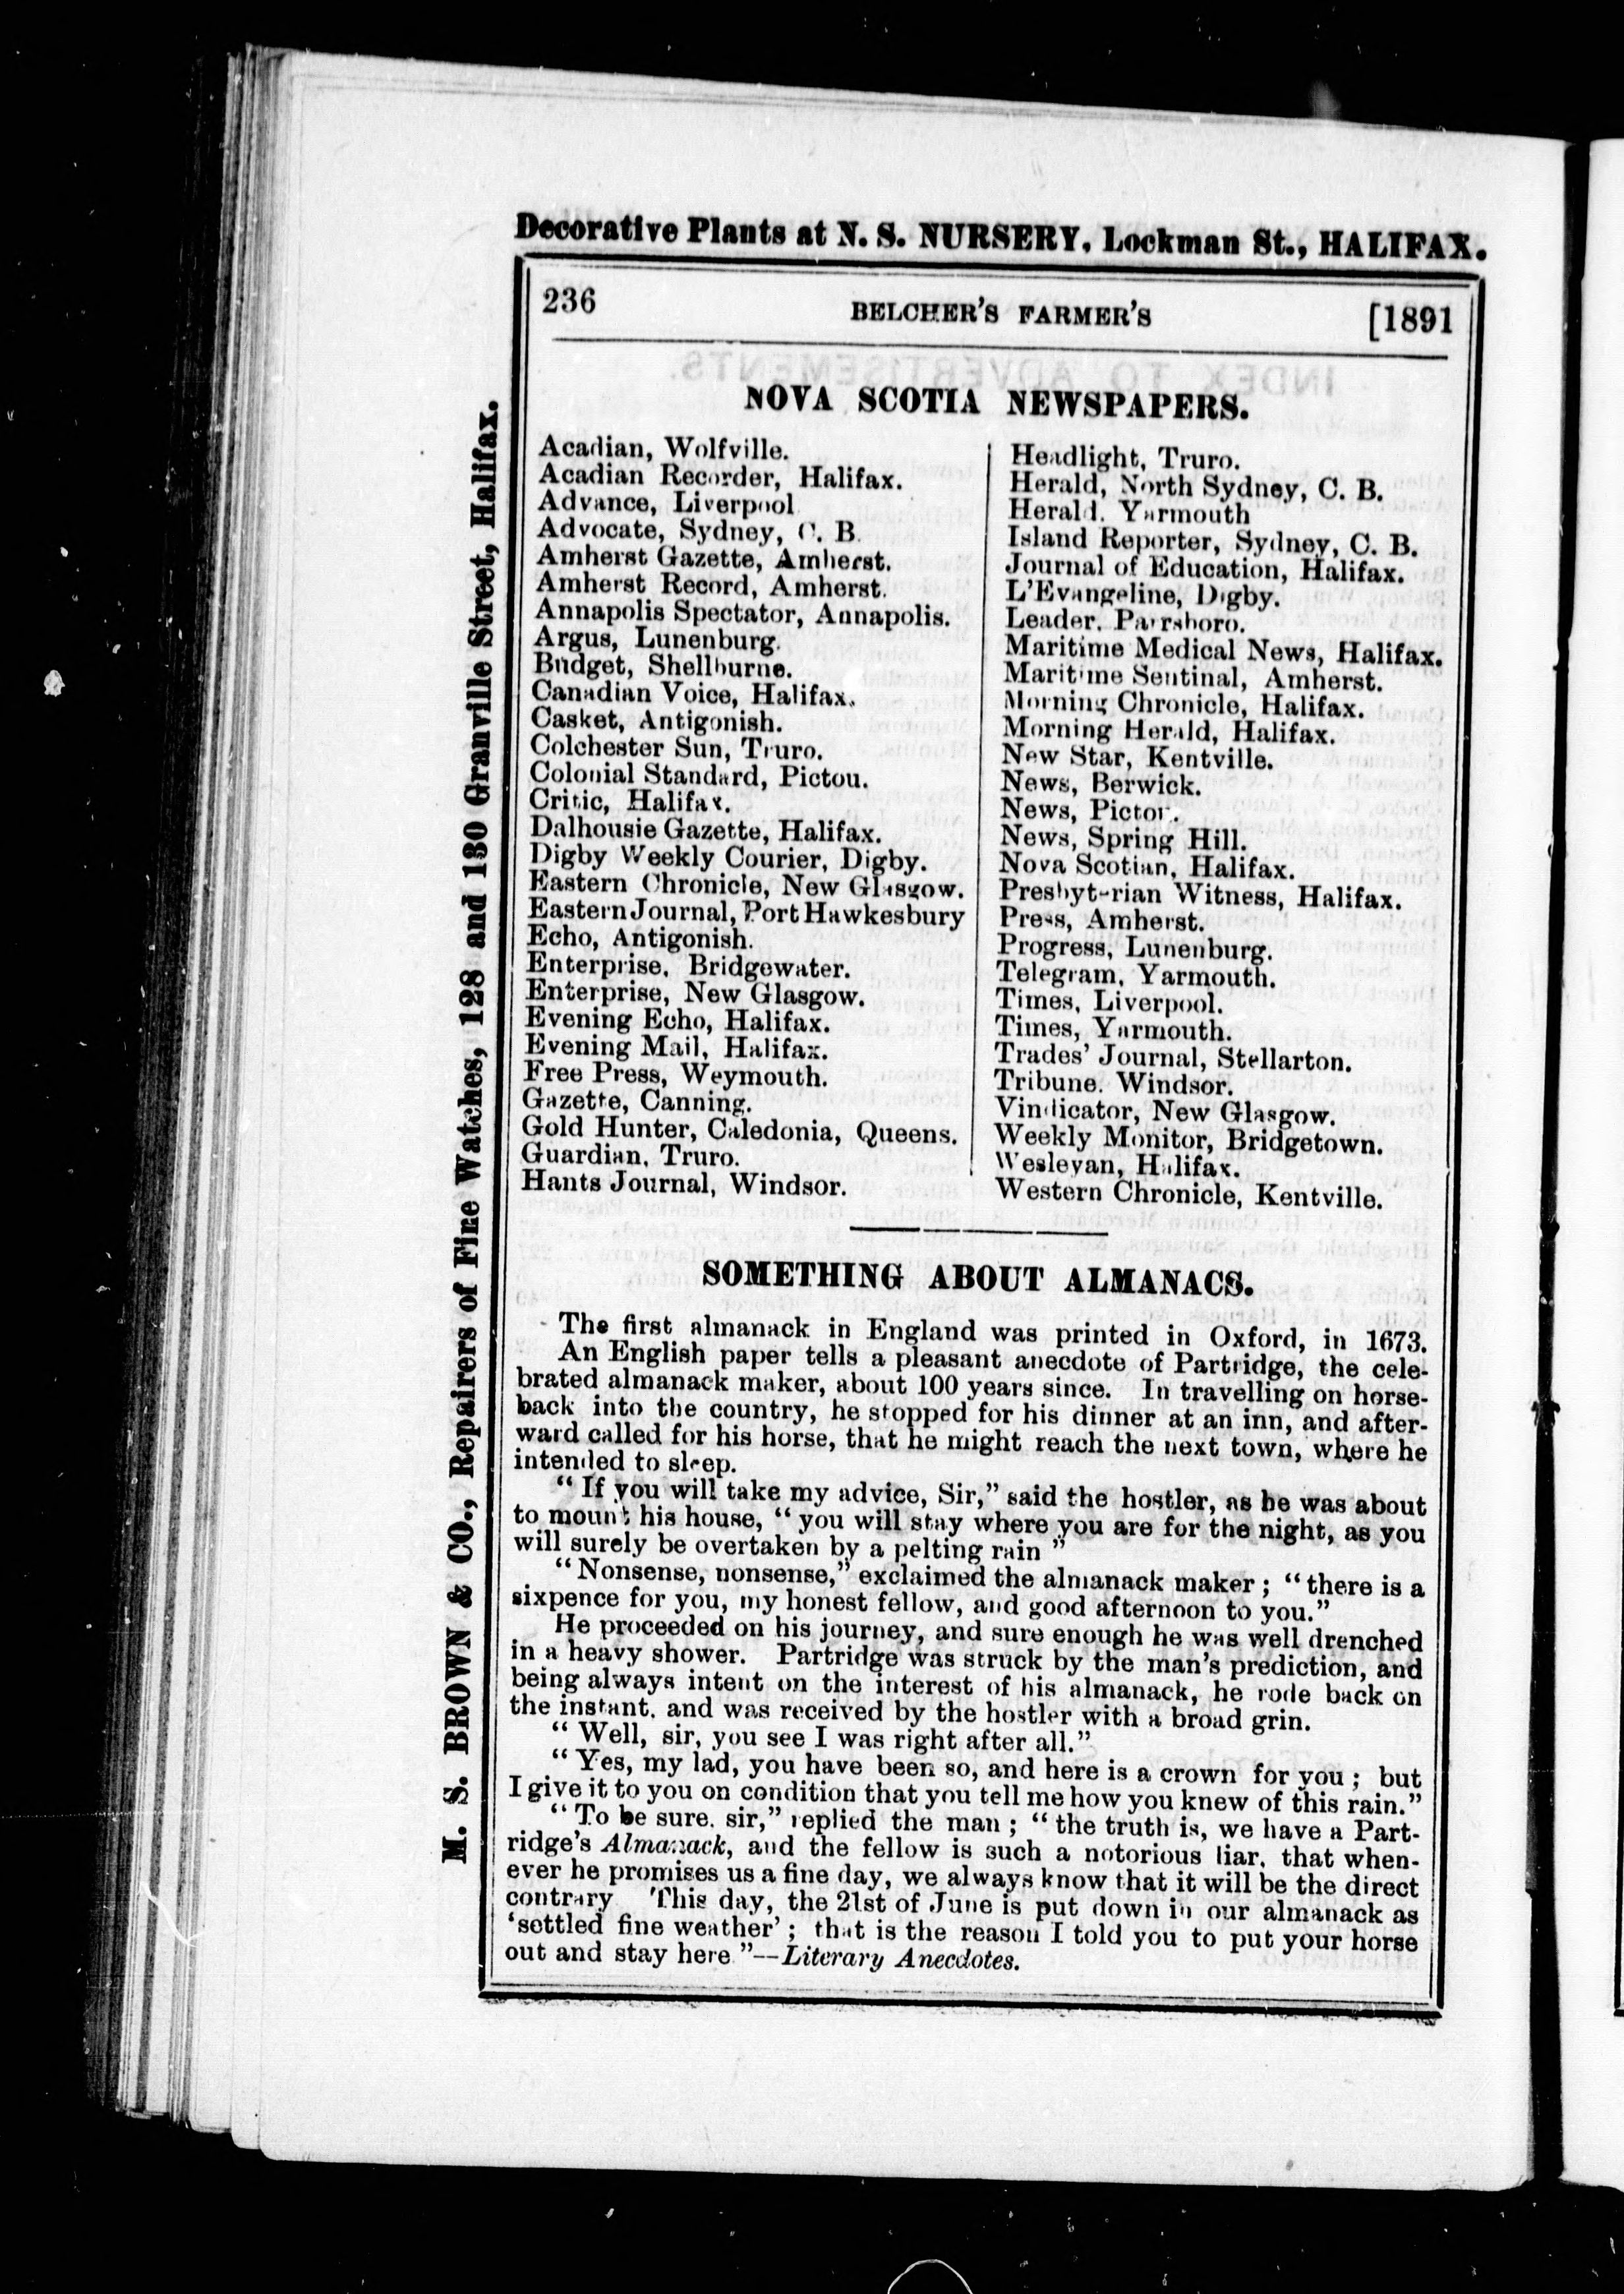 Decorative Plants at N. S. NURSERY, Lockman St., HALIFAX.
M. S. BROWN & CO., Repairers of Fine Watches, 128 and 130 Granville Street, Halifax.
236 BELCHER'S FARMER'S [1891
NOVA SCOTIA NEWSPAPERS.
Acadian, Wolfville.
Acadian Recorder, Halifax.
Advance, Liverpool
Advocate, Sydney, C. B.
Amherst Gazette, Amherst.
Amherst Record, Amherst.
Annapolis Spectator, Annapolis.
Argus, Lunenburg.
Budget, Shellburne.
Canadian Voice, Halifax.
Casket, Antigonish.
Colchester Sun, Truro.
Colonial Standard, Pictou.
Critic, Halifax.
Dalhousie Gazette, Halifax.
Digby Weekly Courier, Digby.
Eastern Chronicle, New Glasgow.
Eastern Journal, Port Hawkesbury
Echo, Antigonish.
Enterprise, Bridgewater.
Enterprise, New Glasgow.
Evening Echo, Halifax.
Evening Mail, Halifax.
Free Press, Weymouth.
Gazette, Canning.
Gold Hunter, Caledonia, Queens.
Guardian, Truro.
Hants Journal, Windsor.
Headlight, Truro.
Herald, North Sydney, C. B.
Herald, Yarmouth
Island Reporter, Sydney, C. B.
Journal of Education, Halifax.
L'Evangeline, Digby.
Leader, Parrsboro.
Maritime Medical News, Halifax.
Maritime Sentinal, Amherst.
Morning Chronicle, Halifax.
Morning Herald, Halifax.
New Star, Kentville.
News, Berwick.
News, Pictou.
News, Spring Hill.
Nova Scotian, Halifax.
Presbyterian Witness, Halifax.
Press, Amherst.
Progress, Lunenburg.
Telegram, Yarmouth.
Times, Liverpool.
Times, Yarmouth.
Trades' Journal, Stellarton.
Tribune, Windsor.
Vindicator, New Glasgow.
Weekly Monitor, Bridgetown.
Wesleyan, Halifax.
Western Chronicle, Kentville.
SOMETHING ABOUT ALMANACS.
The first almanack in England was printed in Oxford, in 1673.
An English paper tells a pleasant anecdote of Partridge, the cele-
brated almanack maker, about 100 years since. In travelling on horse-
back into the country, he stopped for his dinner at an inn, and after-
ward called for his horse, that he might reach the next town, where he
intended to sleep.
"If you will take my advice, Sir," said the hostler, as he was about
to mount his house, "you will stay where you are for the night, as you
will surely be overtaken by a pelting rain "
"Nonsense, nonsense," exclaimed the almanack maker; "there is a
sixpence for you, my honest fellow, and good afternoon to you."
He proceeded on his journey, and sure enough he was well drenched
in a heavy shower. Partridge was struck by the man's prediction, and
being always intent on the interest of his almanack, he rode back on
the instant, and was received by the hostler with a broad grin.
"Well, sir, you see I was right after all."
"Yes, my lad, you have been so, and here is a crown for you; but
I give it to you on condition that you tell me how you knew of this rain."
"To be sure, sir," replied the man; "the truth is, we have a Part-
ridge's Almanack, and the fellow is such a notorious liar, that when-
ever he promises us a fine day, we always know that it will be the direct
contrary This day, the 21st of June is put down in our almanack as
'settled fine weather'; that is the reason I told you to put your horse
out and stay here "—Literary Anecdotes.